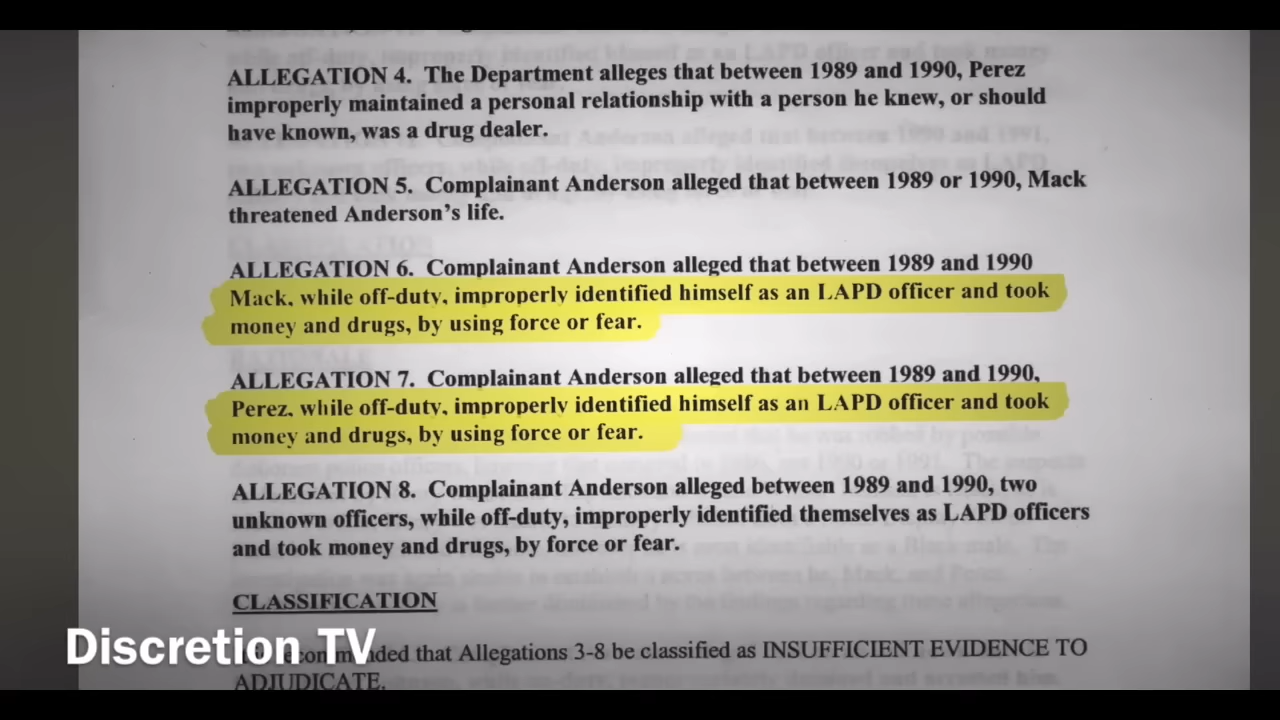 ALLEGATION 4. The Department alleges that between 1989 and 1990, Perez
improperly maintained a personal relationship with a person he knew, or should
have known, was a drug dealer.
ALLEGATION 5. Complainant Anderson alleged that between 1989 or 1990, Mack
threatened Anderson's life.
ALLEGATION 6. Complainant Anderson alleged that between 1989 and 1990
Mack, while off-duty, improperly identified himself as an LAPD officer and took
money and drugs, by using force or fear.
ALLEGATION 7. Complainant Anderson alleged that between 1989 and 1990,
Perez, while off-duty, improperly identified himself as an LAPD officer and took
money and drugs, by using force or fear.
ALLEGATION 8. Complainant Anderson alleged between 1989 and 1990, two
unknown officers, while off-duty, improperly identified themselves as LAPD officers
and took money and drugs, by force or fear.
CLASSIFICATION
Discretion TV
that Allegations 3-8 be classified as INSUFFICIENT EVIDENCE TO
ADJUDICATE.